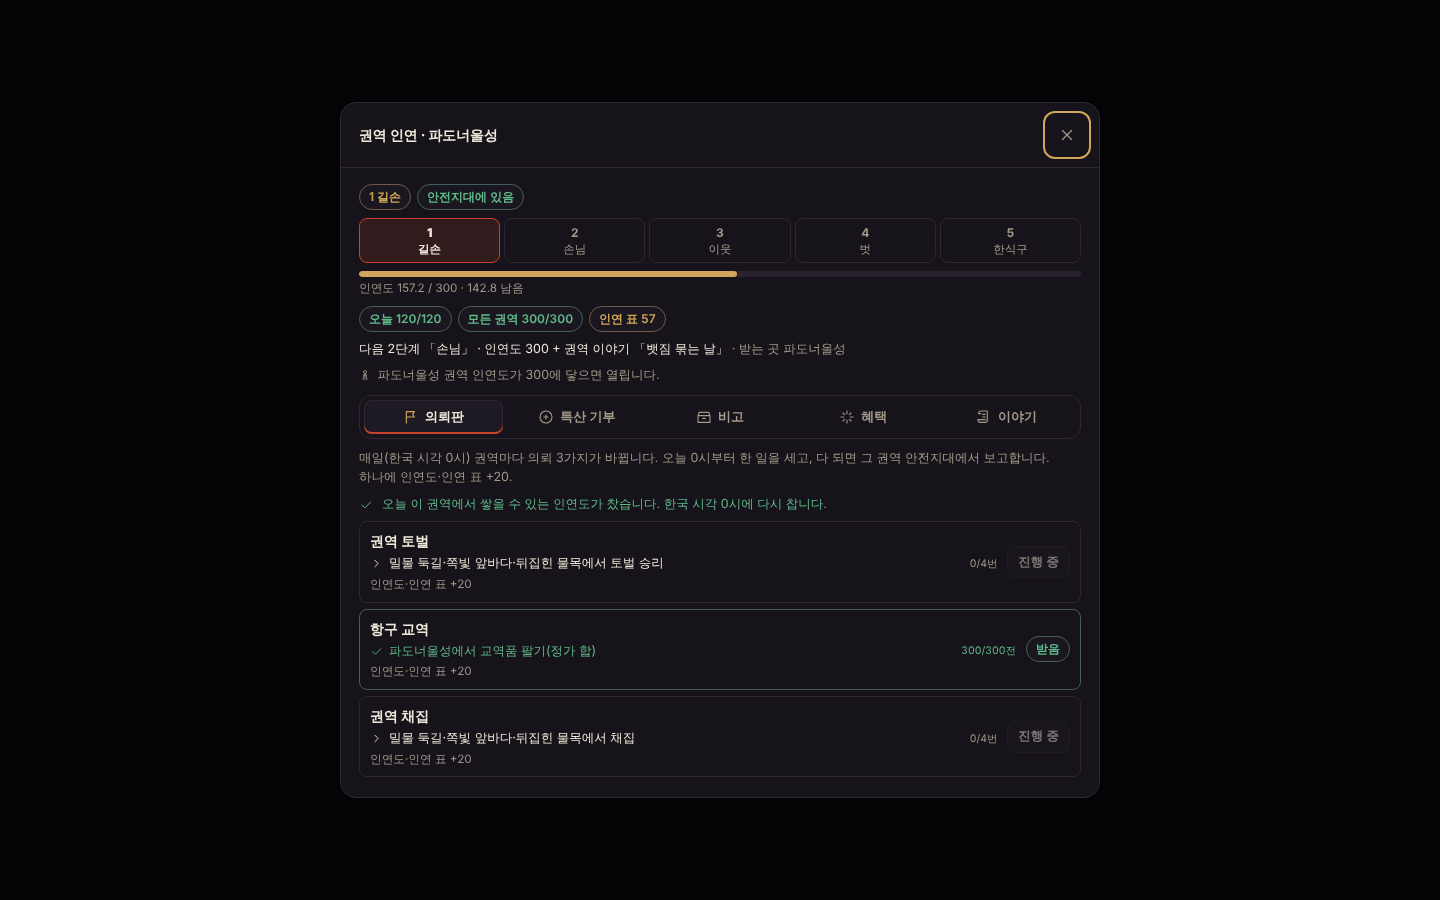 권역 인연 · 파도너울성
1 길손 안전지대에 있음
1 2 3 4 5
길손 손님 이웃 벗 한식구
인연도 157.2 / 300 · 142.8 남음
오늘 120/120 모든 권역 300/300 인연 표 57
다음 2단계 「손님」 · 인연도 300 + 권역 이야기 「뱃짐 묶는 날」 · 받는 곳 파도너울성
파도너울성 권역 인연도가 300에 닿으면 열립니다.
의뢰판 특산 기부 비고 혜택 이야기
매일(한국 시각 0시) 권역마다 의뢰 3가지가 바뀝니다. 오늘 0시부터 한 일을 세고, 다 되면 그 권역 안전지대에서 보고합니다.
하나에 인연도·인연 표 +20.
오늘 이 권역에서 쌓을 수 있는 인연도가 찼습니다. 한국 시각 0시에 다시 찹니다.
권역 토벌
밀물 둑길·쪽빛 앞바다·뒤집힌 물목에서 토벌 승리 0/4번 진행 중
인연도·인연 표 +20
항구 교역
파도너울성에서 교역품 팔기(정가 합) 300/300전 받음
인연도·인연 표 +20
권역 채집
밀물 둑길·쪽빛 앞바다·뒤집힌 물목에서 채집 0/4번 진행 중
인연도·인연 표 +20